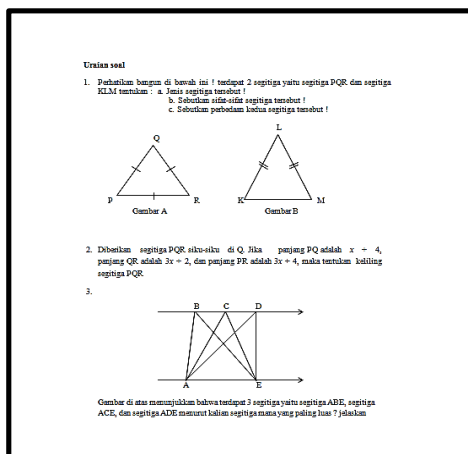 Uraian soal
1. Perhatikan bangun di bawah ini ! terdapat 2 segitiga yaitu segitiga PQR dan segitiga
KLM tentukan : a. Jenis segitiga tersebut !
b. Sebutkan sifat-sifat segitiga tersebut !
c. Sebutkan perbedaan kedua segitiga tersebut !
Q
L
P
R
K
M
Gambar A
Gambar B
2. Diberikan segitiga PQR siku-siku di Q. Jika panjang PQ adalah x + 4,
panjang QR adalah 3x + 2, dan panjang PR adalah 3x + 4, maka tentukan keliling
segitiga PQR
3.
B C D
A E
Gambar di atas menunjukkan bahwa terdapat 3 segitiga yaitu segitiga ABE, segitiga
ACE, dan segitiga ADE menurut kalian segitiga mana yang paling luas ? jelaskan